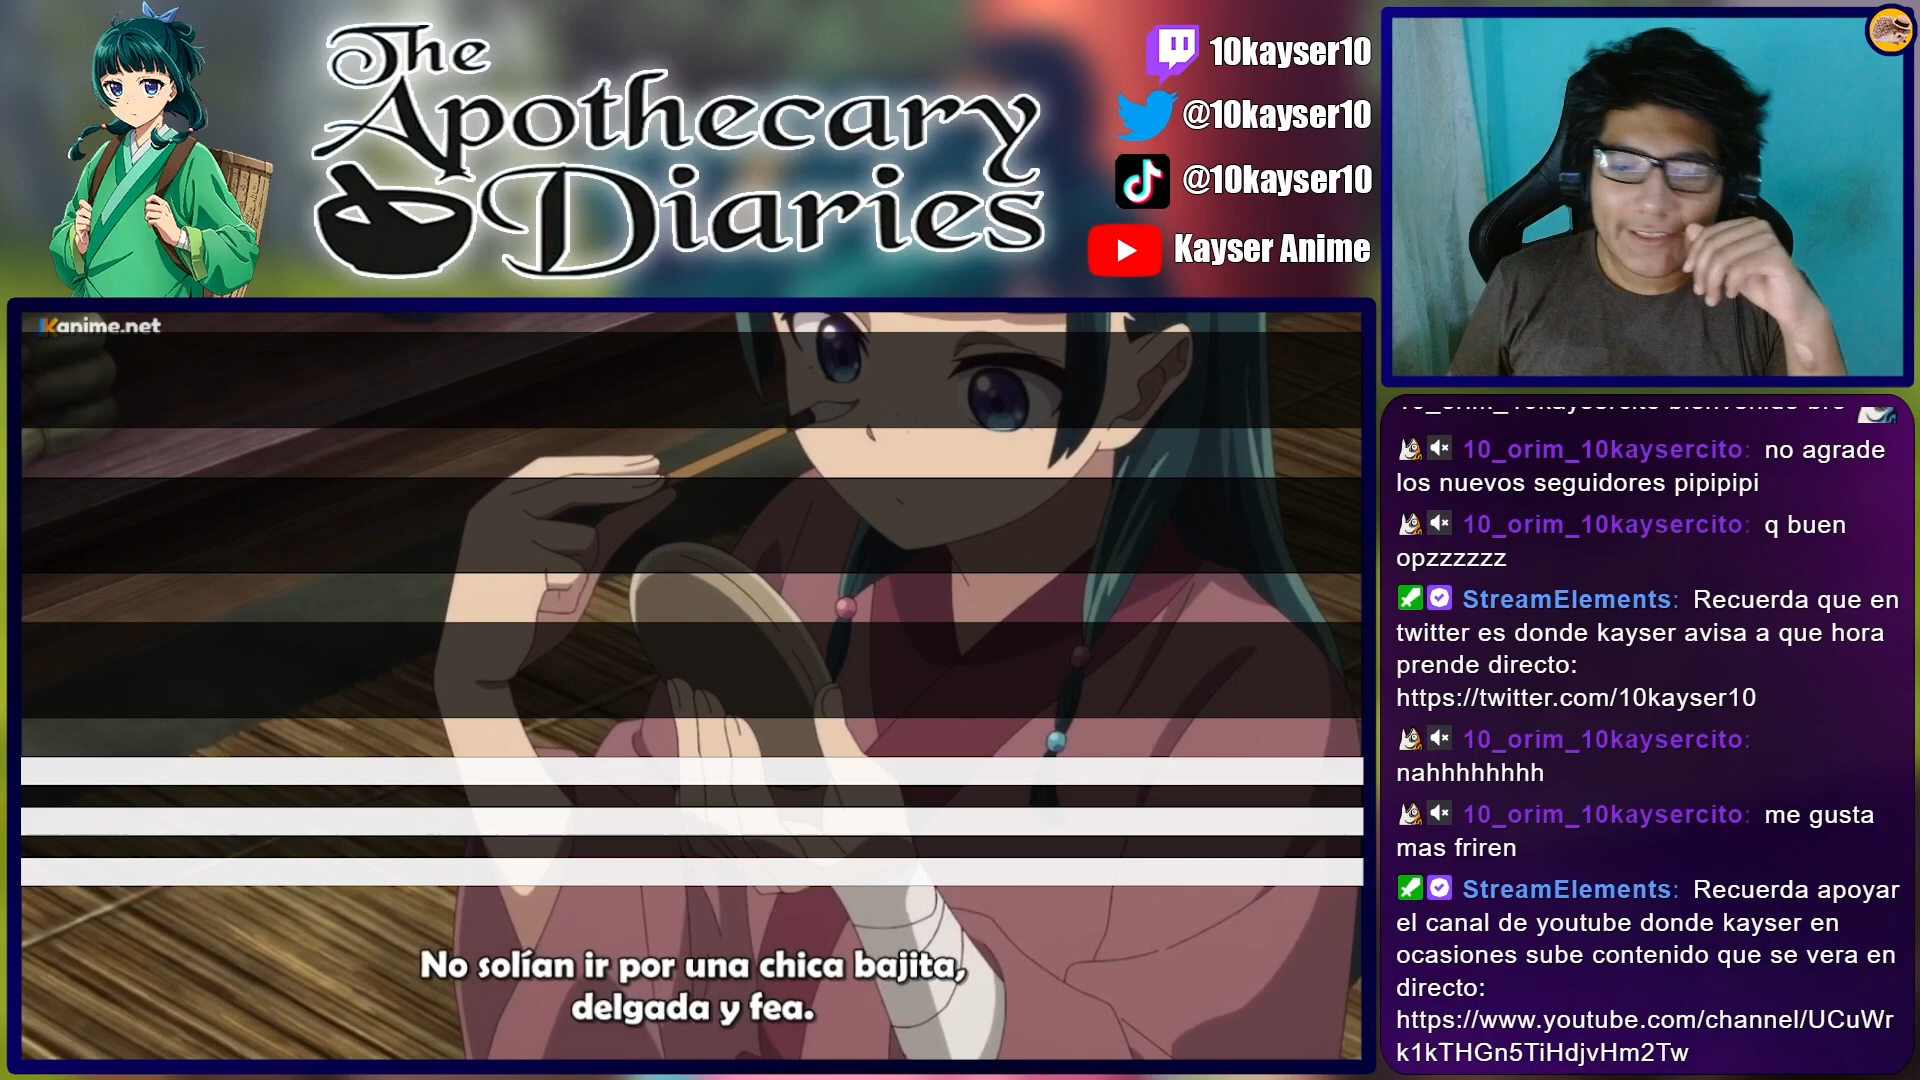 The
Apothecary
Diaries
10kayser10
@10kayser10
@10kayser10
Kayser Anime
Kanime.net
No solían ir por una chica bajita,
delgada y fea.
10_orim_10kaysercito bienvenido bro
10_orim_10kaysercito: no agrade
los nuevos seguidores pipipipi
10_orim_10kaysercito: q buen
opzzzzzz
StreamElements: Recuerda que en
twitter es donde kayser avisa a que hora
prende directo:
https://twitter.com/10kayser10
10_orim_10kaysercito:
nahhhhhhhh
10_orim_10kaysercito: me gusta
mas friren
StreamElements: Recuerda apoyar
el canal de youtube donde kayser en
ocasiones sube contenido que se vera en
directo:
https://www.youtube.com/channel/UCuWr
k1kTHGn5TiHdjvHm2Tw